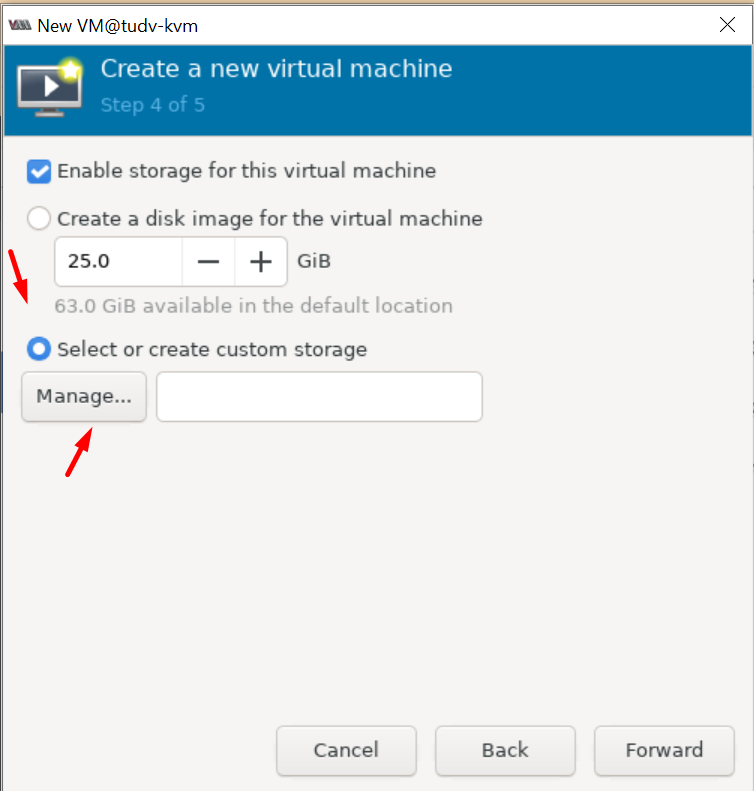 New VM@tudv-kvm
Create a new virtual machine
Step 4 of 5
Enable storage for this virtual machine
Create a disk image for the virtual machine
25.0 − + GiB
63.0 GiB available in the default location
Select or create custom storage
Manage...
Cancel Back Forward